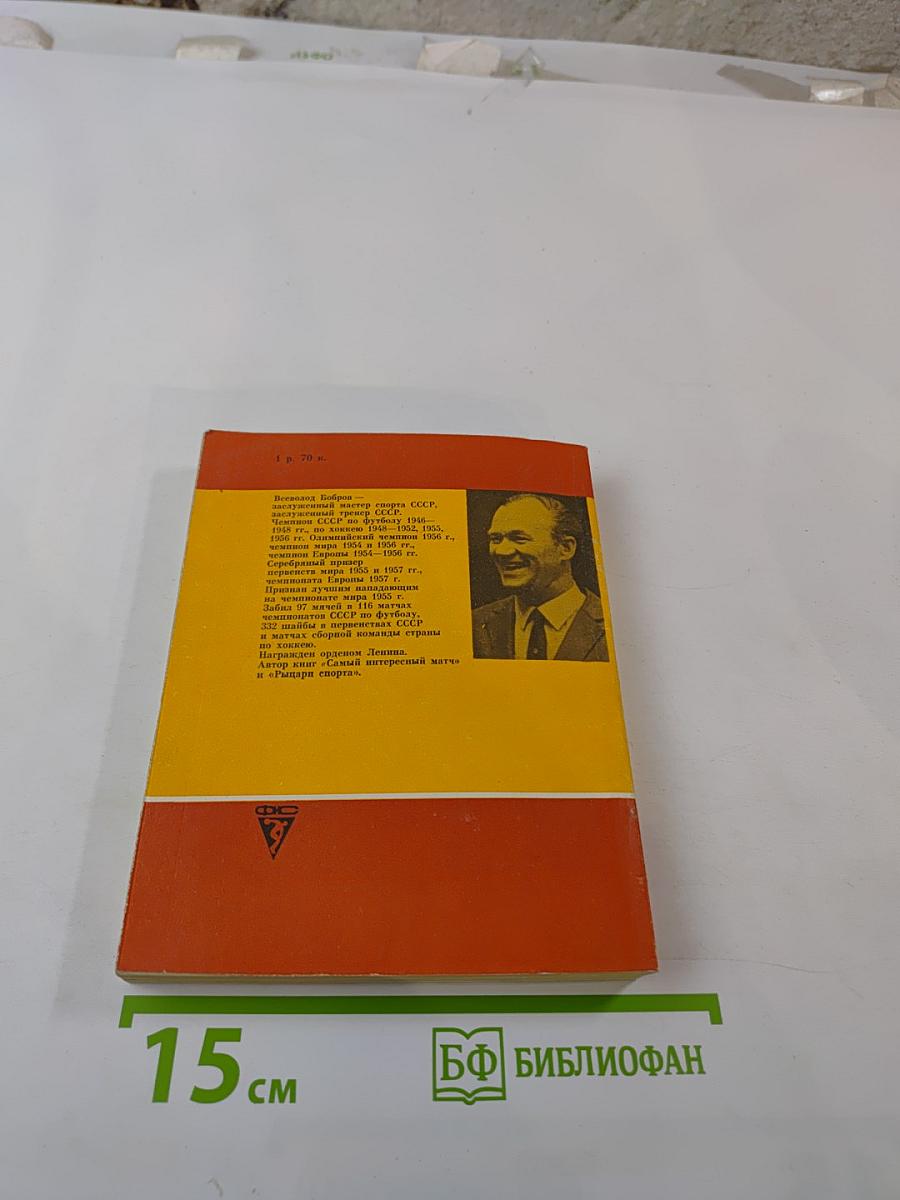 1 р. 70 к.
Всеволод Бобров —
заслуженный мастер спорта СССР,
заслуженный тренер СССР.
Чемпион СССР по футболу 1946—
1948 гг., по хоккею 1948—1952, 1955,
1956 гг. Олимпийский чемпион 1956 г.,
чемпион мира 1954 и 1956 гг.,
чемпион Европы 1954—1956 гг.
Серебряный призер
первенств мира 1955 и 1957 гг.,
чемпионата Европы 1957 г.
Признан лучшим нападающим
на чемпионате мира 1955 г.
Забил 97 мячей в 116 матчах
чемпионатов СССР по футболу,
332 шайбы в первенствах СССР
и матчах сборной команды страны
по хоккею.
Награжден орденом Ленина.
Автор книг «Самый интересный матч»
и «Рыцари спорта».
ФиС
15 см
БФ БИБЛИОФАН